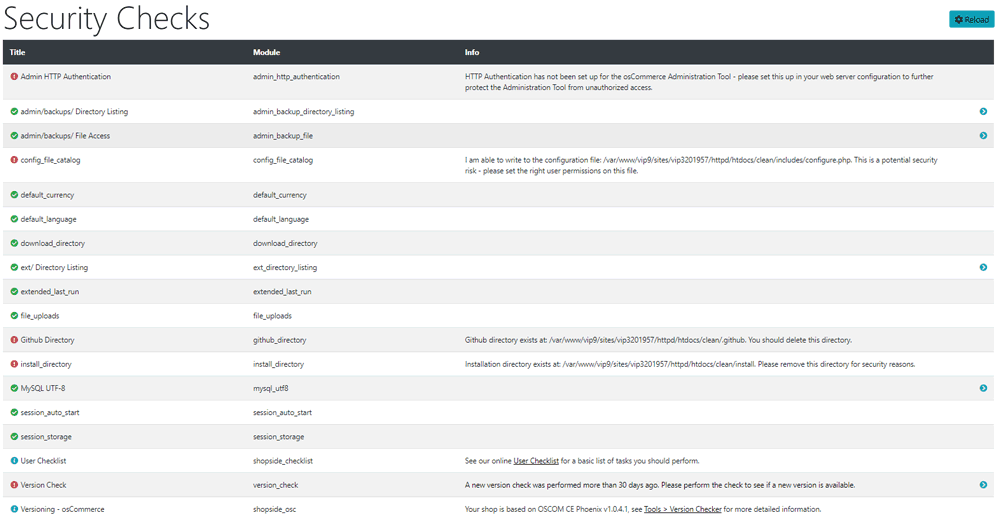 Security Checks
Reload
Title Module Info
Admin HTTP Authentication admin_http_authentication HTTP Authentication has not been set up for the osCommerce Administration Tool - please set this up in your web server configuration to further
protect the Administration Tool from unauthorized access.
admin/backups/ Directory Listing admin_backup_directory_listing
admin/backups/ File Access admin_backup_file
config_file_catalog config_file_catalog I am able to write to the configuration file: /var/www/vip9/sites/vip3201957/httpd/htdocs/clean/includes/configure.php. This is a potential security
risk - please set the right user permissions on this file.
default_currency default_currency
default_language default_language
download_directory download_directory
ext/ Directory Listing ext_directory_listing
extended_last_run extended_last_run
file_uploads file_uploads
Github Directory github_directory Github directory exists at: /var/www/vip9/sites/vip3201957/httpd/htdocs/clean/.github. You should delete this directory.
install_directory install_directory Installation directory exists at: /var/www/vip9/sites/vip3201957/httpd/htdocs/clean/install. Please remove this directory for security reasons.
MySQL UTF-8 mysql_utf8
session_auto_start session_auto_start
session_storage session_storage
User Checklist shopside_checklist See our online User Checklist for a basic list of tasks you should perform.
Version Check version_check A new version check was performed more than 30 days ago. Please perform the check to see if a new version is available.
Versioning - osCommerce shopside_osc Your shop is based on OSCOM CE Phoenix v1.0.4.1, see Tools > Version Checker for more detailed information.